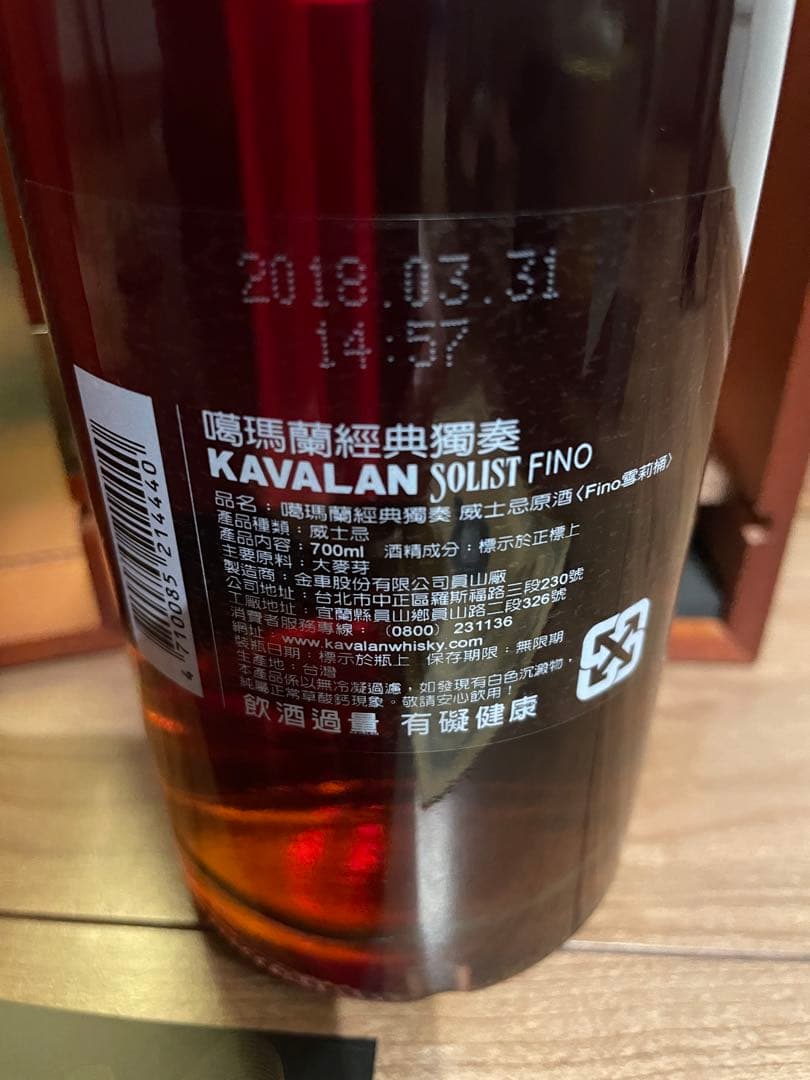 2018.03.31
14:57
噶瑪蘭經典獨奏
KAVALAN SOLIST FINO
品名：噶瑪蘭經典獨奏 威士忌原酒〈Fino雪莉桶〉
產品種類：威士忌
產品內容：700ml 酒精成分：標示於正標上
主要原料：大麥芽
製造商：金車股份有限公司員山廠
公司地址：台北市中正區羅斯福路三段230號
工廠地址：宜蘭縣員山鄉員山路二段326號
消費者服務專線：（0800）231136
網址：www.kavalanwhisky.com
裝瓶日期：標示於瓶上 保存期限：無限期
生產地：台灣
本產品係以無冷凝過濾，如發現有白色沉澱物，
純屬正常草酸鈣現象。敬請安心飲用！
飲酒過量 有礙健康
4 710085 214440